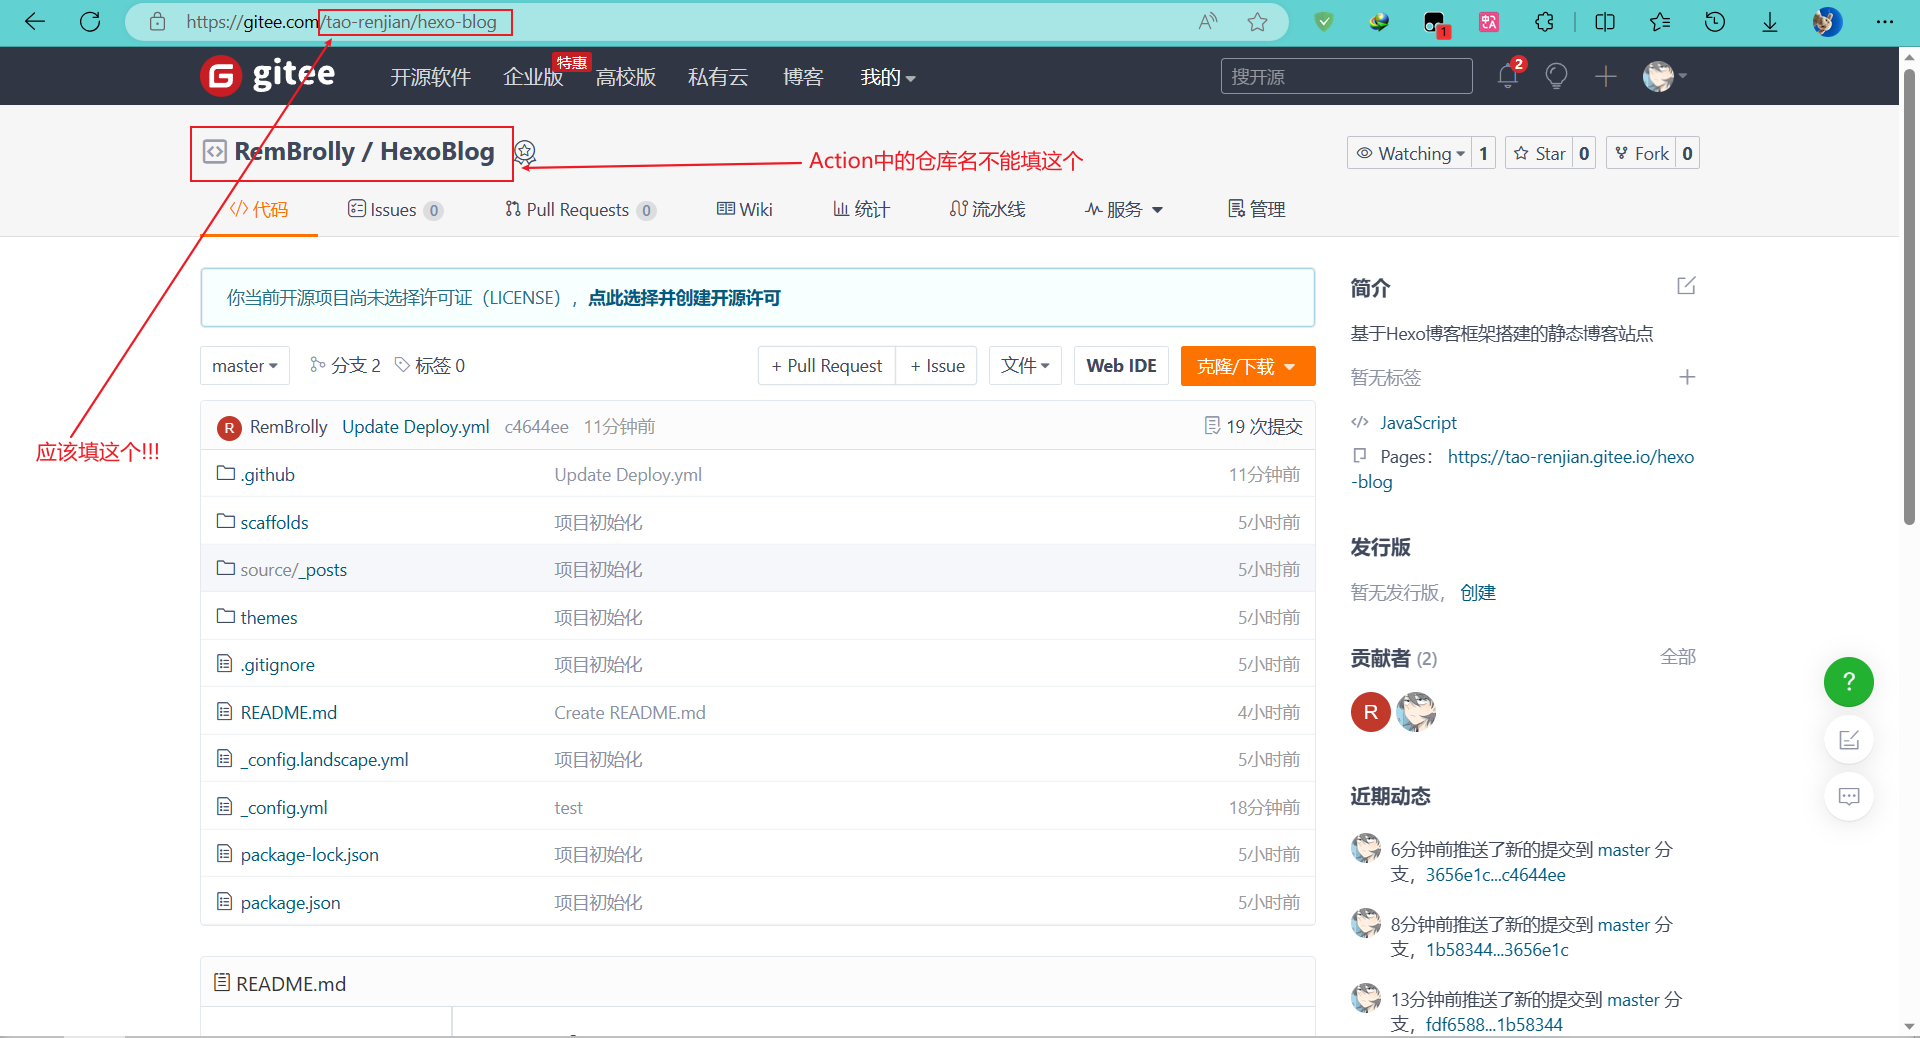 https://gitee.com/tao-renjian/hexo-blog
1
gitee
开源软件
企业版
特惠
高校版
私有云
博客
我的
搜开源
2
RemBrolly / HexoBlog
Action中的仓库名不能填这个
Watching 1
Star 0
Fork 0
代码
Issues 0
Pull Requests 0
Wiki
统计
流水线
服务
管理
你当前开源项目尚未选择许可证（LICENSE），点此选择并创建开源许可
master
分支 2
标签 0
+ Pull Request
+ Issue
文件
Web IDE
克隆/下载
应该填这个!!!
R RemBrolly Update Deploy.yml c4644ee 11分钟前
19 次提交
.github Update Deploy.yml 11分钟前
scaffolds 项目初始化 5小时前
source/_posts 项目初始化 5小时前
themes 项目初始化 5小时前
.gitignore 项目初始化 5小时前
README.md Create README.md 4小时前
_config.landscape.yml 项目初始化 5小时前
_config.yml test 18分钟前
package-lock.json 项目初始化 5小时前
package.json 项目初始化 5小时前
README.md
简介
基于Hexo博客框架搭建的静态博客站点
暂无标签
JavaScript
Pages： https://tao-renjian.gitee.io/hexo
-blog
发行版
暂无发行版， 创建
贡献者 (2)
全部
R
近期动态
6分钟前推送了新的提交到 master 分
支，3656e1c...c4644ee
8分钟前推送了新的提交到 master 分
支，1b58344...3656e1c
13分钟前推送了新的提交到 master 分
支，fdf6588...1b58344
?